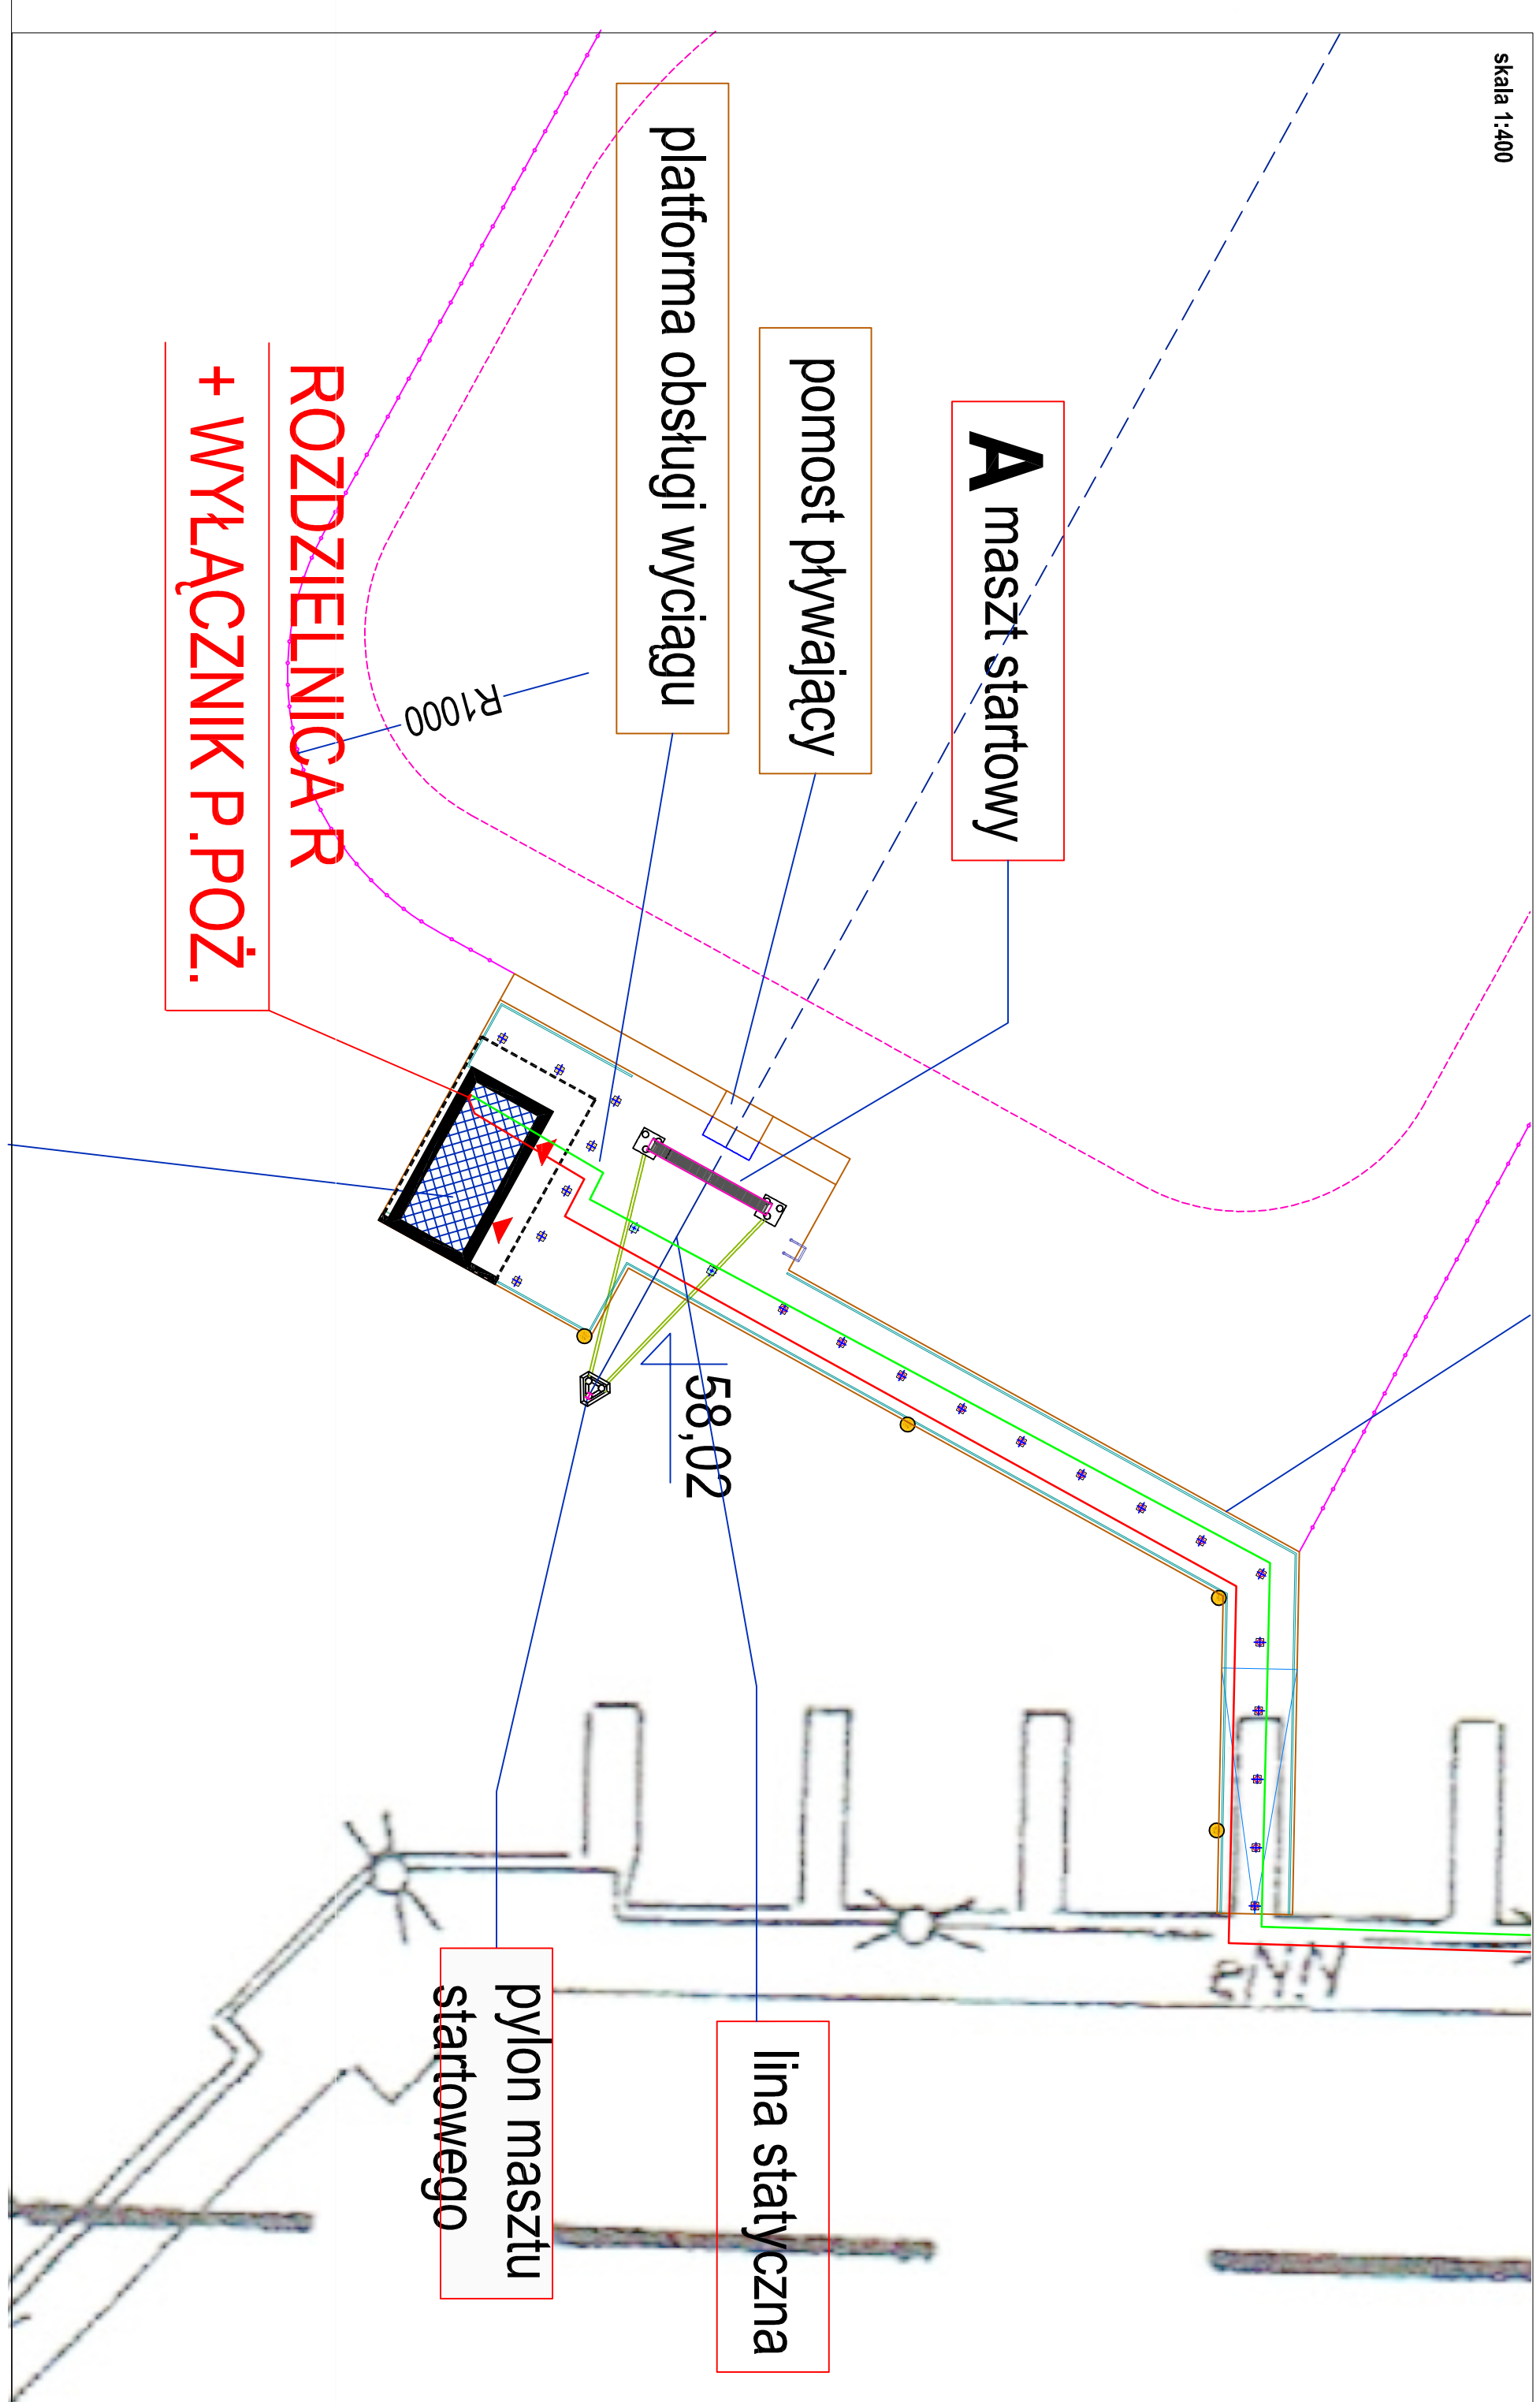 skala 1:400
A maszt startowy
pomost pływający
platforma obsługi wyciągu
ROZDZIELNICA R
+ WYŁĄCZNIK P.POŻ.
R1000
58,02
lina statyczna
pylon masztu
startowego